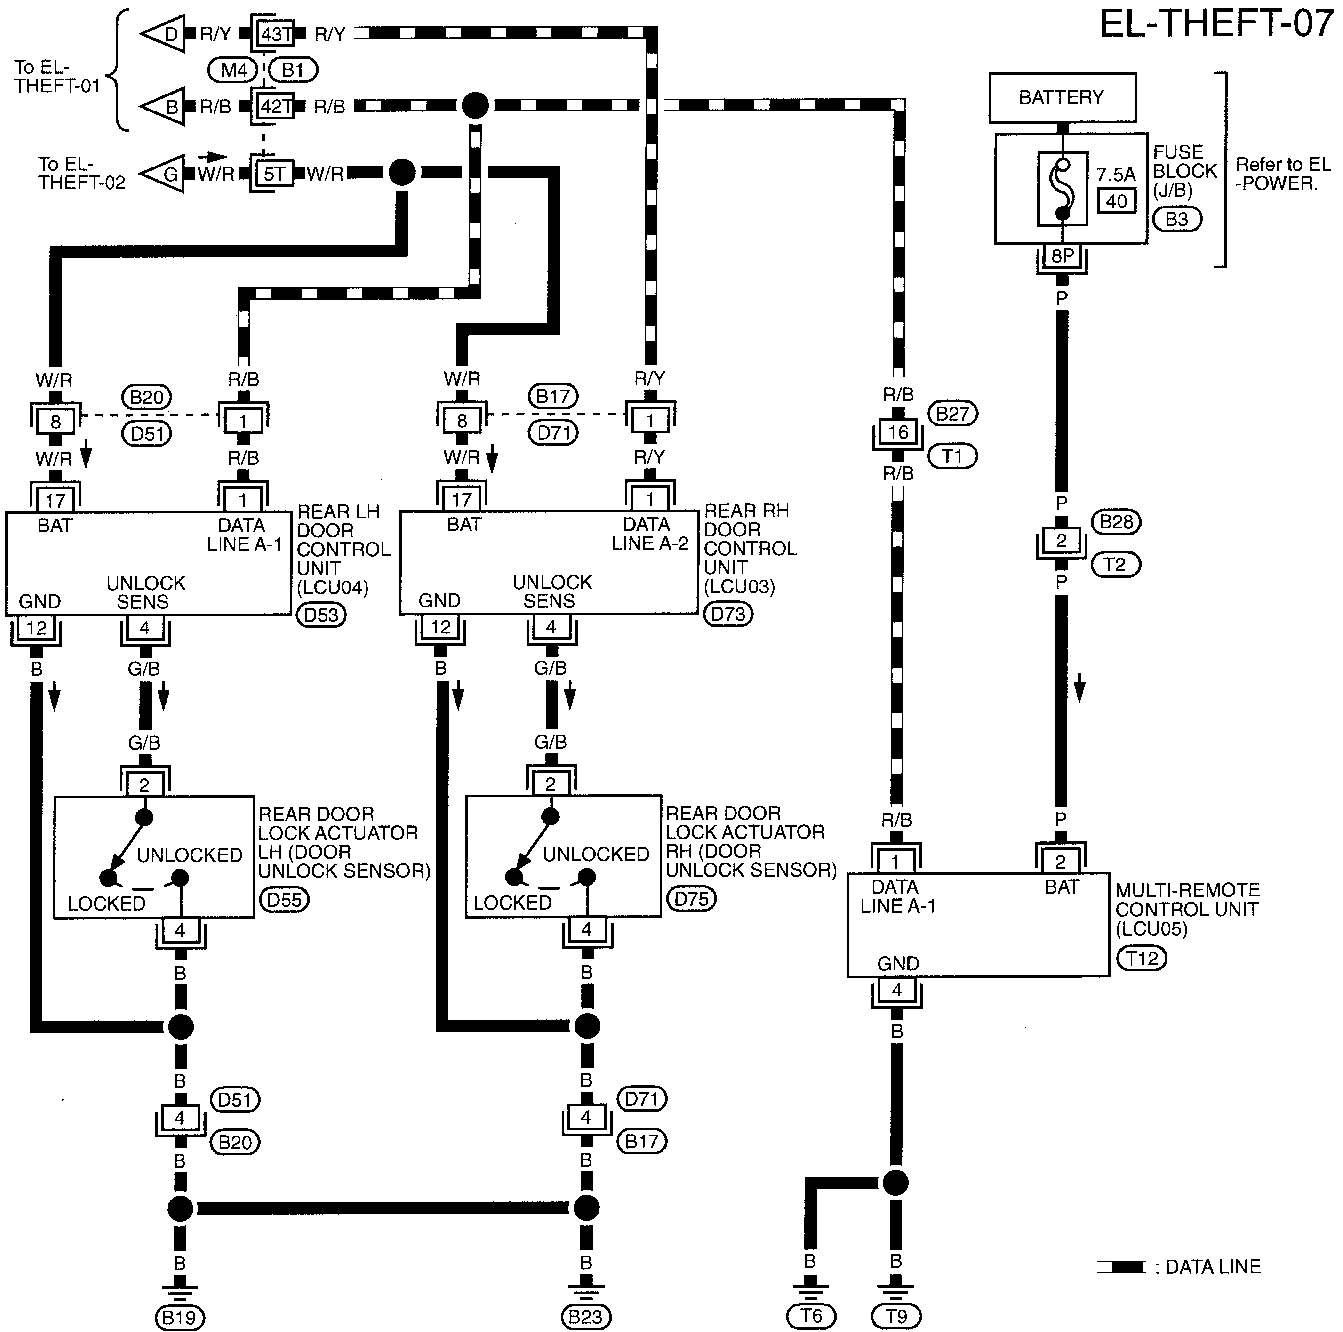 EL-THEFT-07
D R/Y 43T R/Y
To EL-
THEFT-01
M4 B1
B R/B 42T R/B
To EL-
THEFT-02
G W/R 5T W/R
BATTERY
7.5A
40
FUSE
BLOCK
(J/B)
B3
Refer to EL
-POWER.
8P
P
W/R R/B W/R R/Y
B20 B17
8 1 8 1
D51 D71
W/R R/B W/R R/Y
R/B
B27
16
T1
R/B
17 1 17 1
BAT DATA
LINE A-1
BAT DATA
LINE A-2
REAR LH
DOOR
CONTROL
UNIT
(LCU04)
D53
REAR RH
DOOR
CONTROL
UNIT
(LCU03)
D73
P
B28
2
T2
P
GND UNLOCK
SENS
GND UNLOCK
SENS
12 4 12 4
B G/B B G/B
G/B G/B
2 2
UNLOCKED
LOCKED
REAR DOOR
LOCK ACTUATOR
LH (DOOR
UNLOCK SENSOR)
D55
UNLOCKED
LOCKED
REAR DOOR
LOCK ACTUATOR
RH (DOOR
UNLOCK SENSOR)
D75
R/B P
1 2
DATA
LINE A-1
BAT
MULTI-REMOTE
CONTROL UNIT
(LCU05)
T12
GND
4
B
4 4
B B
B B
D51 D71
4 4
B20 B17
B B
B B B B
B19 B23 T6 T9
: DATA LINE